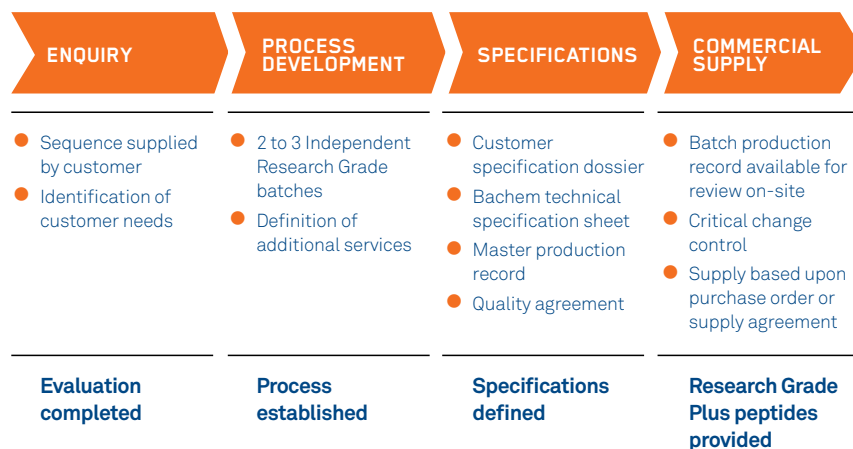 ENQUIRY
PROCESS
DEVELOPMENT
SPECIFICATIONS
COMMERCIAL
SUPPLY
Sequence supplied
by customer
Identification of
customer needs
2 to 3 Independent
Research Grade
batches
Definition of
additional services
Customer
specification dossier
Bachem technical
specification sheet
Master production
record
Quality agreement
Batch production
record available for
review on-site
Critical change
control
Supply based upon
purchase order or
supply agreement
Evaluation
completed
Process
established
Specifications
defined
Research Grade
Plus peptides
provided